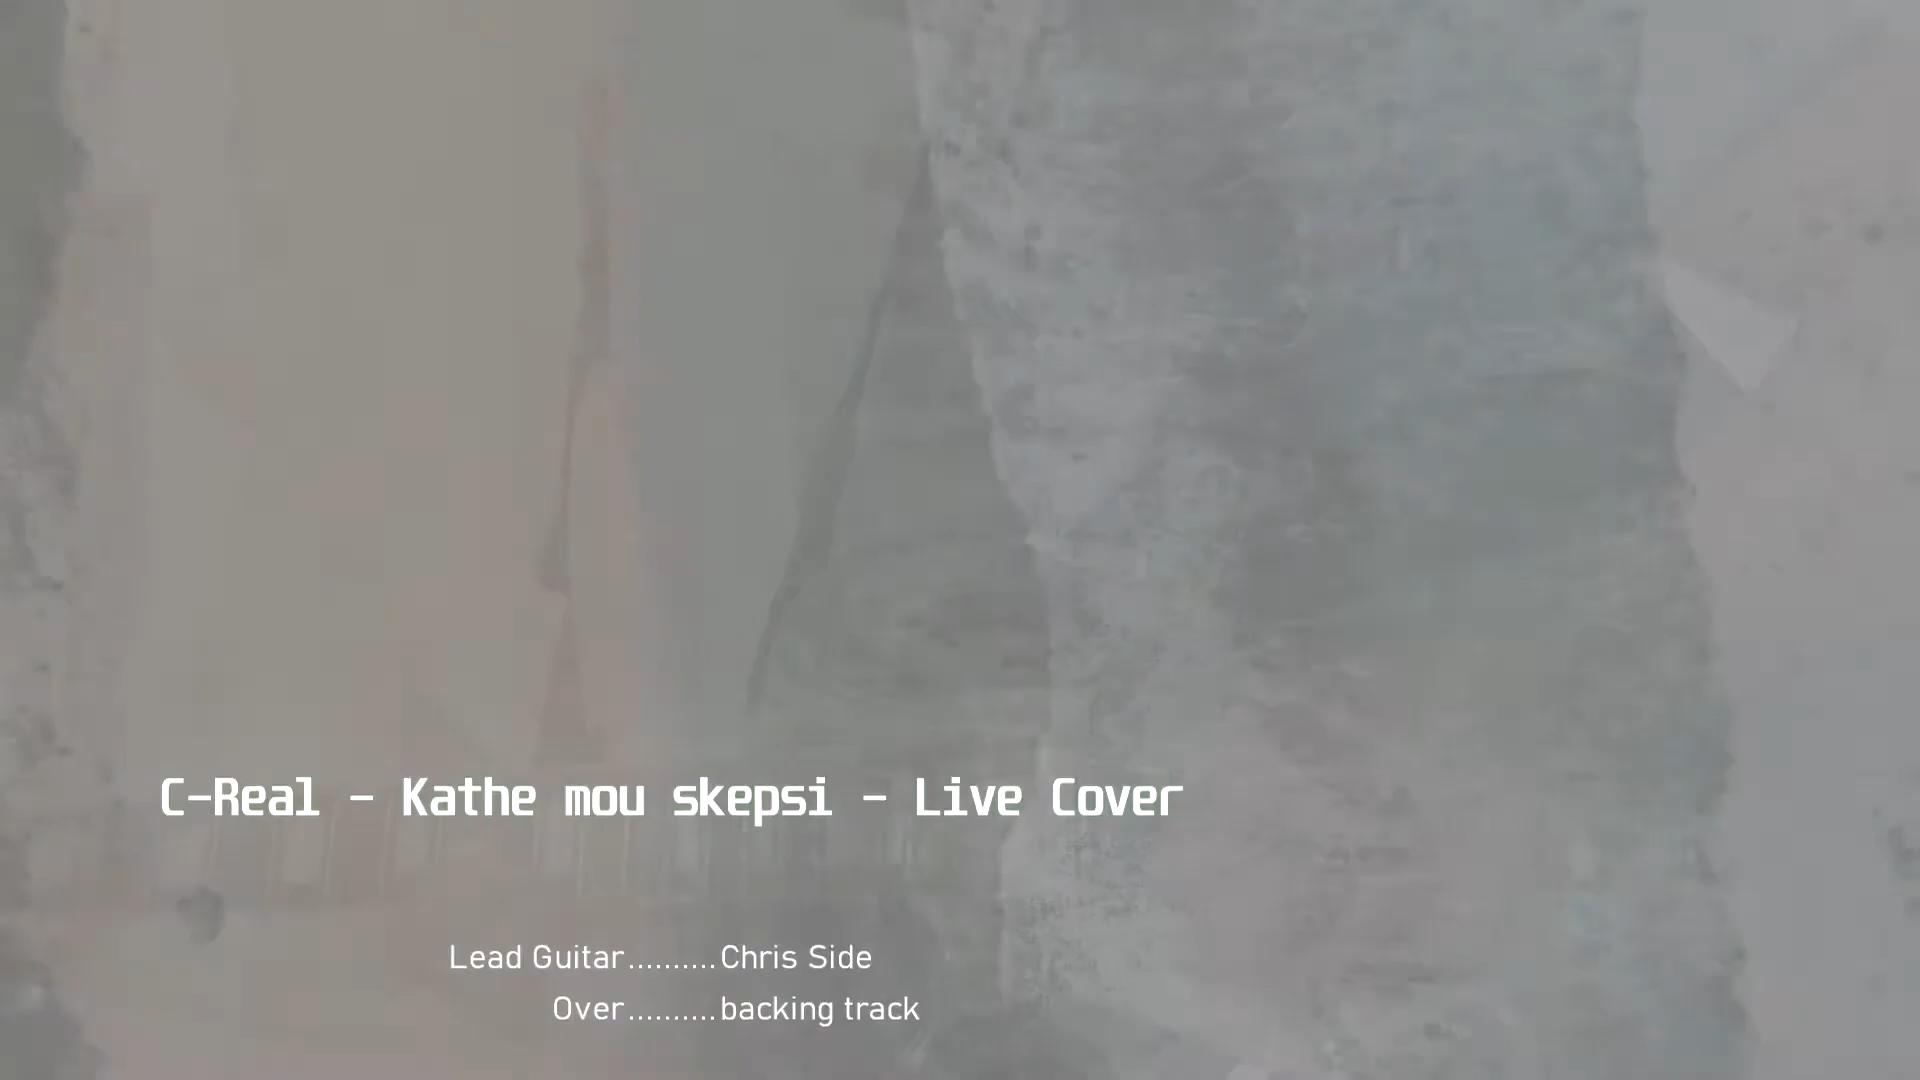 C-Real - Kathe mou skepsi - Live Cover
Lead Guitar..........Chris Side
Over..........backing track